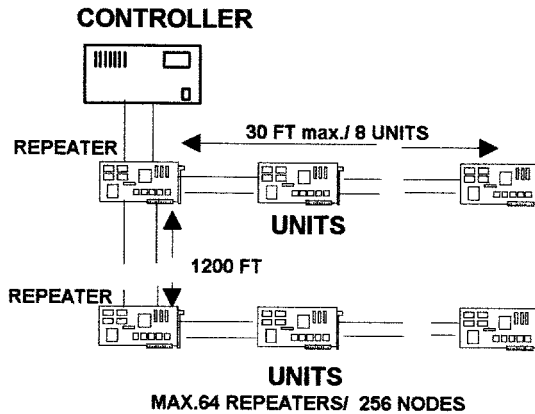 CONTROLLER
30 FT max./ 8 UNITS
REPEATER
UNITS
1200 FT
REPEATER
UNITS
MAX.64 REPEATERS/ 256 NODES